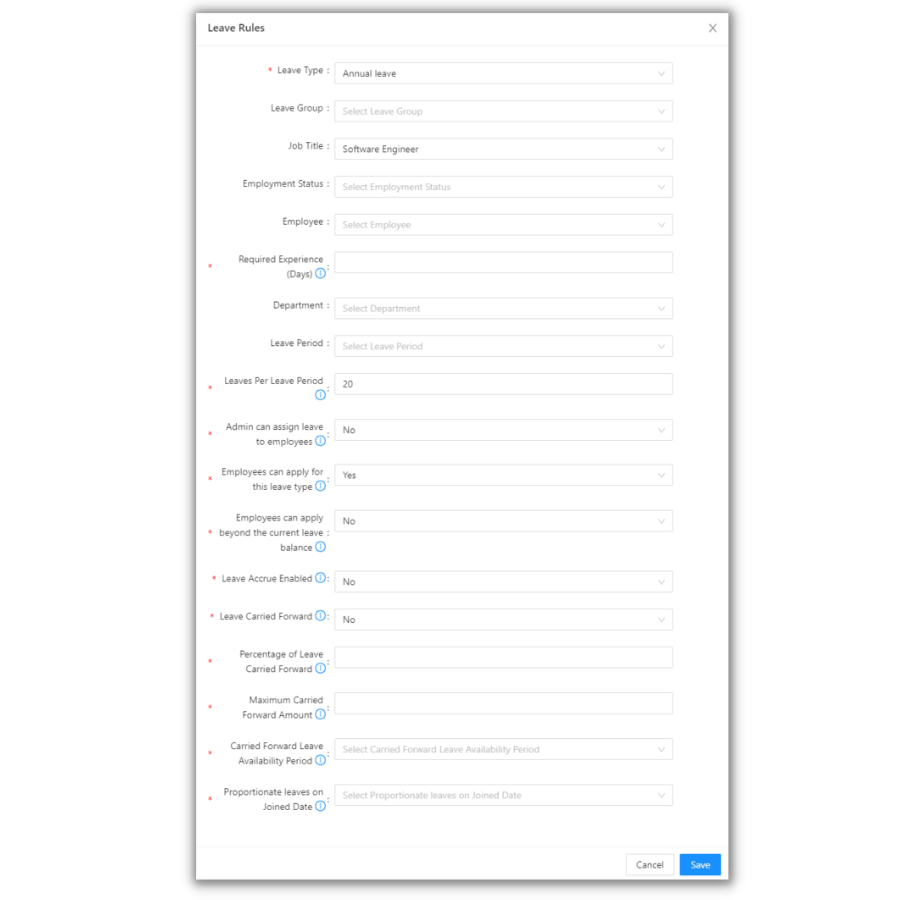 Leave Rules
* Leave Type : Annual leave
Leave Group : Select Leave Group
Job Title : Software Engineer
Employment Status : Select Employment Status
Employee : Select Employee
* Required Experience
(Days) :
Department : Select Department
Leave Period : Select Leave Period
* Leaves Per Leave Period : 20
* Admin can assign leave
to employees : No
* Employees can apply for
this leave type : Yes
* Employees can apply
beyond the current leave :
balance
No
* Leave Accrue Enabled : No
* Leave Carried Forward : No
* Percentage of Leave
Carried Forward :
* Maximum Carried
Forward Amount :
* Carried Forward Leave
Availability Period : Select Carried Forward Leave Availability Period
* Proportionate leaves on
Joined Date : Select Proportionate leaves on Joined Date
Cancel Save